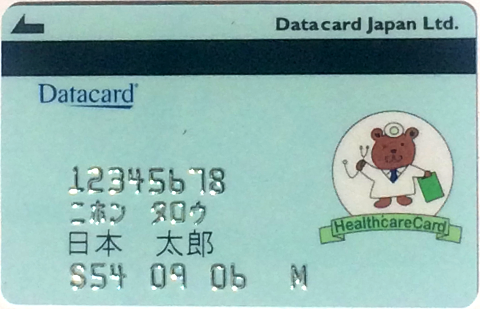 Datacard Japan Ltd.
Datacard®
12345678
ニホン タロウ
日本 太郎
S54 09 06 M
HealthcareCard